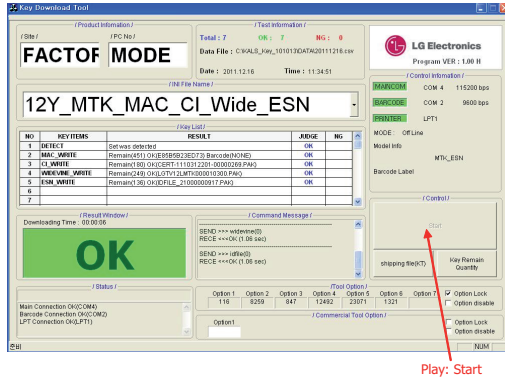 Key Download Tool
/ Product Infomation /
/ Site /
/ PC No /
FACTOF
MODE
/ Test Information /
Total : 7
OK : 7
NG : 0
Data File : C:\KALS_Key_101013\DATA\20111216.csv
Date : 2011.12.16
Time : 11:34:51
LG Electronics
Program VER : 1.00 H
/ INI File Name /
12Y_MTK_MAC_CI_Wide_ESN
/ Control Infomation /
MAINCOM COM 4 115200 bps
BARCODE COM 2 9600 bps
PRINTER LPT1
MODE : Off Line
Model Info
MTK_ESN
Barcode Label
/ Key List /
NO KEY ITEMS RESULT JUDGE NG
1 DETECT Set was detected OK
2 MAC_WRITE Remain(451) OK(E85B5B23ED73) Barcode(NONE) OK
3 CI_WRITE Remain(180) OK(CERT-1110312201-00000269.PAK) OK
4 WIDEVINE_WRITE Remain(249) OK(LGTV12LMTK000010300.PAK) OK
5 ESN_WRITE Remain(136) OK(IDFILE_21000000917.PAK) OK
6
7
/ Result Window /
Downloading Time : 00:00:06
OK
/ Command Message /
SEND >>> widevine(0)
RECE <<<OK (1.06 sec)
SEND >>> idfile(0)
RECE <<<OK (1.06 sec)
/ Control /
Start
shipping file(KT)
Key Remain Quantity
/ Status /
Main Connection OK(COM4)
Barcode Connection OK(COM2)
LPT Connection OK(LPT1)
/Tool Option /
Option 1 Option 2 Option 3 Option 4 Option 5 Option 6 Option 7
116 8259 847 12492 23071 1321
Option Lock
Option disable
/ Commercial Tool Option /
Option1
Option Lock
Option disable
준비
NUM
Play: Start